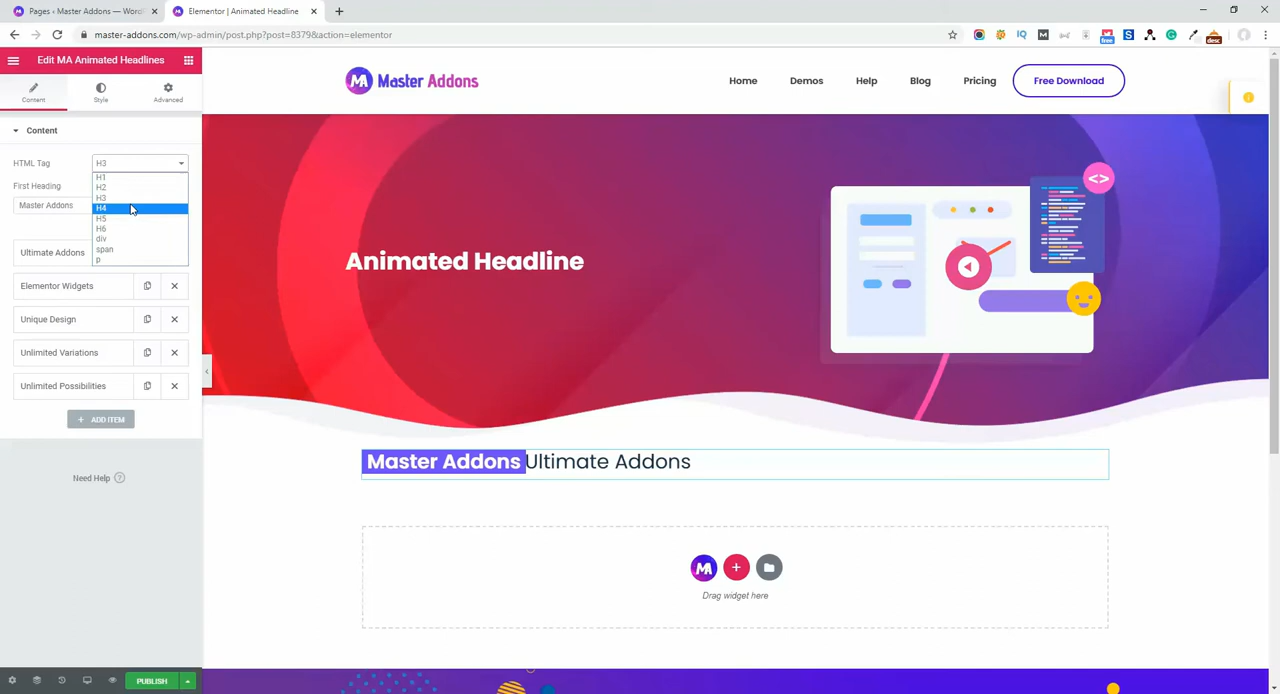 Pages ‹ Master Addons — WordP
Elementor | Animated Headline
master-addons.com/wp-admin/post.php?post=8379&action=elementor
Edit MA Animated Headlines
Content
Style
Advanced
Content
HTML Tag
H3
H1
H2
H3
H4
H5
H6
div
span
p
First Heading
Master Addons
Ultimate Addons
Elementor Widgets
Unique Design
Unlimited Variations
Unlimited Possibilities
+ ADD ITEM
Need Help ?
PUBLISH
MA Master Addons
Home
Demos
Help
Blog
Pricing
Free Download
Animated Headline
<>
Master Addons Ultimate Addons
MA
Drag widget here